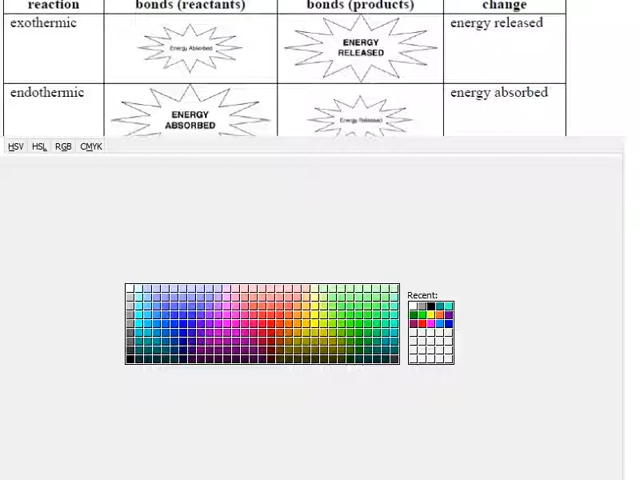 reaction bonds (reactants) bonds (products) change
exothermic Energy Absorbed ENERGY RELEASED energy released
endothermic ENERGY ABSORBED Energy Released energy absorbed
HSV HSL RGB CMYK
Recent: